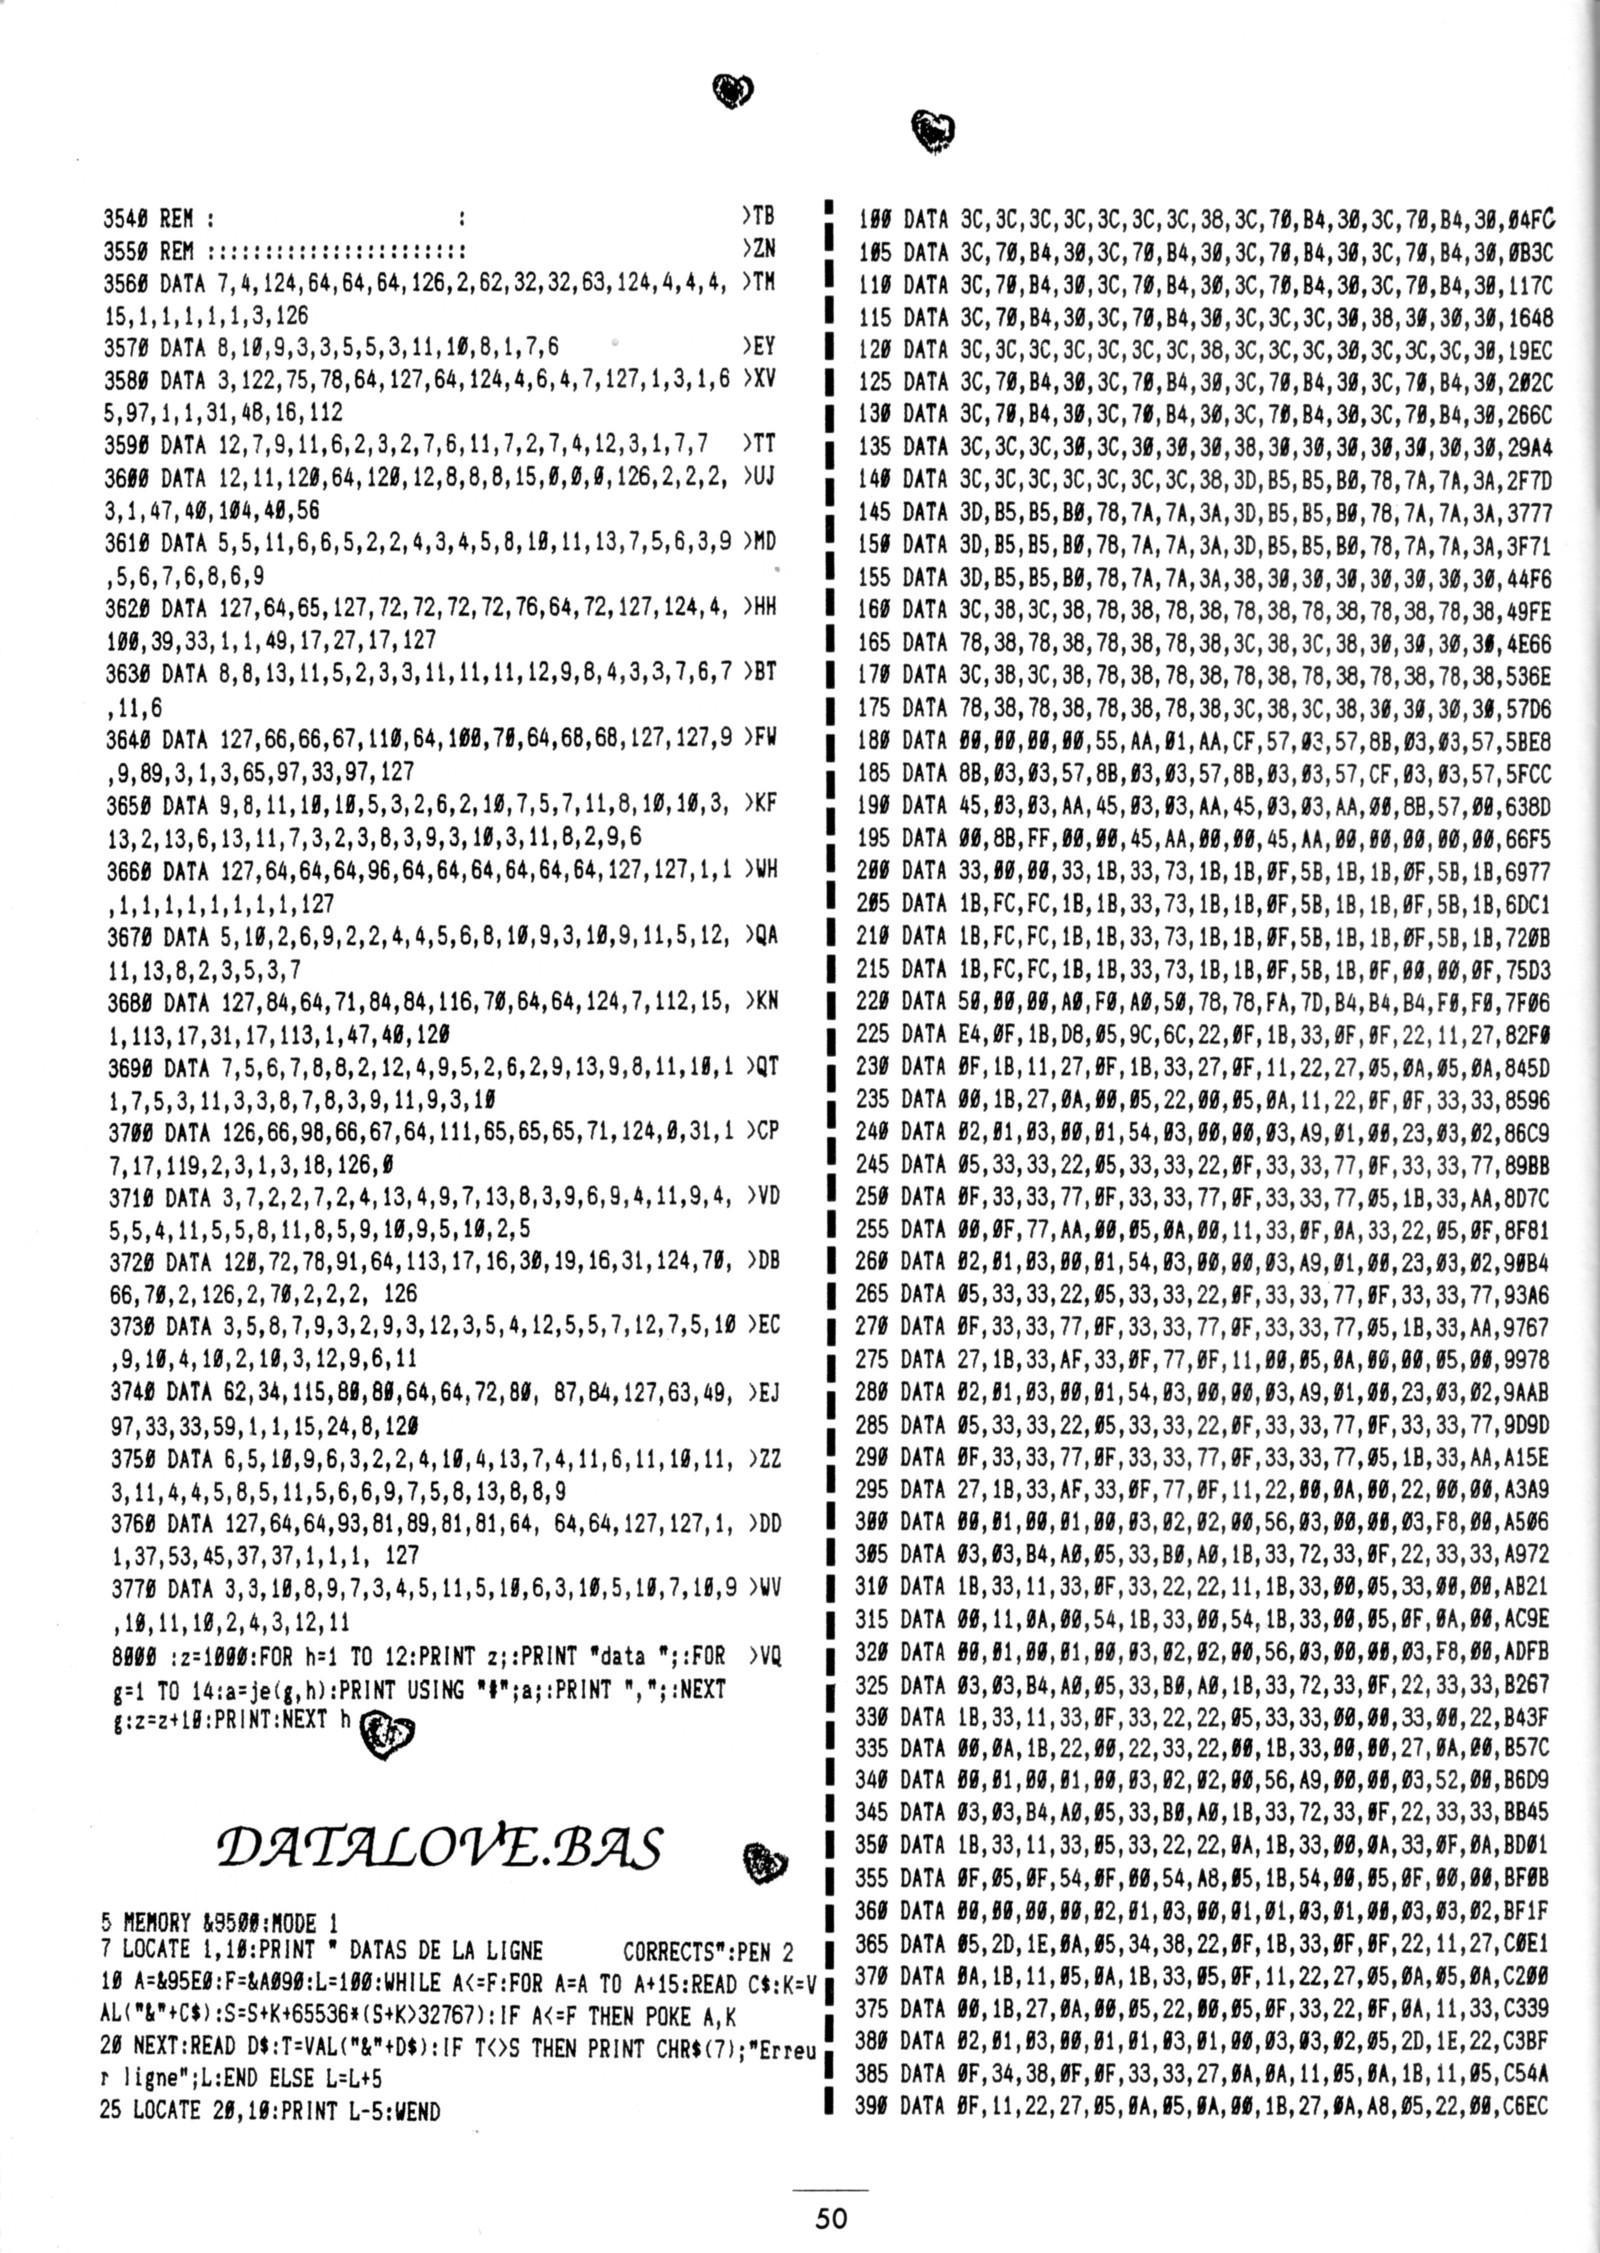 3540 REM :                                 :                                      >TB
3550 REM :::::::::::::::::::::::                                      >ZN
3560 DATA 7,4,124,64,64,64,126,2,62,32,32,63,124,4,4,4, >TM
15,1,1,1,1,1,3,126
3570 DATA 8,10,9,3,3,5,5,3,11,10,8,1,7,6 >EY
3580 DATA 3,122,75,78,64,127,64,124,4,6,4,7,127,1,3,1,6 >XV
5,97,1,1,31,48,16,112
3590 DATA 12,7,9,11,6,2,3,2,7,6,11,7,2,7,4,12,3,1,7,7 >TT
3600 DATA 12,11,120,64,120,12,8,8,8,15,0,0,0,126,2,2,2, >UJ
3,1,47,40,104,40,56
3610 DATA 5,5,11,6,6,5,2,2,4,3,4,5,8,10,11,13,7,5,6,3,9 >MD
,5,6,7,6,8,6,9
3620 DATA 127,64,65,127,72,72,72,72,76,64,72,127,124,4, >HH
100,39,33,1,1,49,17,27,17,127
3630 DATA 8,8,13,11,5,2,3,3,11,11,11,12,9,8,4,3,3,7,6,7 >BT
,11,6
3640 DATA 127,66,66,67,110,64,100,70,64,68,68,127,127,9 >FW
,9,89,3,1,3,65,97,33,97,127
3650 DATA 9,8,11,10,10,5,3,2,6,2,10,7,5,7,11,8,10,10,3, >KF
13,2,13,6,13,11,7,3,2,3,8,3,9,3,10,3,11,8,2,9,6
3660 DATA 127,64,64,64,96,64,64,64,64,64,64,127,127,1,1 >WH
,1,1,1,1,1,1,1,1,127
3670 DATA 5,10,2,6,9,2,2,4,4,5,6,8,10,9,3,10,9,11,5,12, >QA
11,13,8,2,3,5,3,7
3680 DATA 127,84,64,71,84,84,116,70,64,64,124,7,112,15, >KN
1,113,17,31,17,113,1,47,40,120
3690 DATA 7,5,6,7,8,8,2,12,4,9,5,2,6,2,9,13,9,8,11,10,1 >QT
1,7,5,3,11,3,3,8,7,8,3,9,11,9,3,10
3700 DATA 126,66,98,66,67,64,111,65,65,65,71,124,0,31,1 >CP
7,17,119,2,3,1,3,18,126,0
3710 DATA 3,7,2,2,7,2,4,13,4,9,7,13,8,3,9,6,9,4,11,9,4, >VD
5,5,4,11,5,5,8,11,8,5,9,10,9,5,10,2,5
3720 DATA 120,72,78,91,64,113,17,16,30,19,16,31,124,70, >DB
66,70,2,126,2,70,2,2,2, 126
3730 DATA 3,5,8,7,9,3,2,9,3,12,3,5,4,12,5,5,7,12,7,5,10 >EC
,9,10,4,10,2,10,3,12,9,6,11
3740 DATA 62,34,115,80,80,64,64,72,80, 87,84,127,63,49, >EJ
97,33,33,59,1,1,15,24,8,120
3750 DATA 6,5,10,9,6,3,2,2,4,10,4,13,7,4,11,6,11,10,11, >ZZ
3,11,4,4,5,8,5,11,5,6,6,9,7,5,8,13,8,8,9
3760 DATA 127,64,64,93,81,89,81,81,64, 64,64,127,127,1, >DD
1,37,53,45,37,37,1,1,1, 127
3770 DATA 3,3,10,8,9,7,3,4,5,11,5,10,6,3,10,5,10,7,10,9 >WV
,10,11,10,2,4,3,12,11
8000 :z=1000:FOR h=1 TO 12:PRINT z;:PRINT "data ";:FOR >VQ
g=1 TO 14:a=je(g,h):PRINT USING "#";a;:PRINT ",";:NEXT
g:z=z+10:PRINT:NEXT h
DATALOVE.BAS
5 MEMORY &9500:MODE 1
7 LOCATE 1,10:PRINT " DATAS DE LA LIGNE        CORRECTS":PEN 2
10 A=&95E0:F=&A090:L=100:WHILE A<=F:FOR A=A TO A+15:READ C$:K=V
AL("&"+C$):S=S+K+65536*(S+K>32767):IF A<=F THEN POKE A,K
20 NEXT:READ D$:T=VAL("&"+D$):IF T<>S THEN PRINT CHR$(7);"Erreu
r ligne";L:END ELSE L=L+5
25 LOCATE 20,10:PRINT L-5:WEND
100 DATA 3C,3C,3C,3C,3C,3C,3C,38,3C,70,B4,30,3C,70,B4,30,04FC
105 DATA 3C,70,B4,30,3C,70,B4,30,3C,70,B4,30,3C,70,B4,30,0B3C
110 DATA 3C,70,B4,30,3C,70,B4,30,3C,70,B4,30,3C,70,B4,30,117C
115 DATA 3C,70,B4,30,3C,70,B4,30,3C,3C,3C,30,38,30,30,30,1648
120 DATA 3C,3C,3C,3C,3C,3C,3C,38,3C,3C,3C,30,3C,3C,3C,30,19EC
125 DATA 3C,70,B4,30,3C,70,B4,30,3C,70,B4,30,3C,70,B4,30,202C
130 DATA 3C,70,B4,30,3C,70,B4,30,3C,70,B4,30,3C,70,B4,30,266C
135 DATA 3C,3C,3C,30,3C,30,30,30,38,30,30,30,30,30,30,30,29A4
140 DATA 3C,3C,3C,3C,3C,3C,3C,38,3D,B5,B5,B0,78,7A,7A,3A,2F7D
145 DATA 3D,B5,B5,B0,78,7A,7A,3A,3D,B5,B5,B0,78,7A,7A,3A,3777
150 DATA 3D,B5,B5,B0,78,7A,7A,3A,3D,B5,B5,B0,78,7A,7A,3A,3F71
155 DATA 3D,B5,B5,B0,78,7A,7A,3A,38,30,30,30,30,30,30,30,44F6
160 DATA 3C,38,3C,38,78,38,78,38,78,38,78,38,78,38,78,38,49FE
165 DATA 78,38,78,38,78,38,78,38,3C,38,3C,38,30,30,30,30,4E66
170 DATA 3C,38,3C,38,78,38,78,38,78,38,78,38,78,38,78,38,536E
175 DATA 78,38,78,38,78,38,78,38,3C,38,3C,38,30,30,30,30,57D6
180 DATA 00,00,00,00,55,AA,01,AA,CF,57,03,57,8B,03,03,57,5BE8
185 DATA 8B,03,03,57,8B,03,03,57,8B,03,03,57,CF,03,03,57,5FCC
190 DATA 45,03,03,AA,45,03,03,AA,45,03,03,AA,00,8B,57,00,638D
195 DATA 00,8B,FF,00,00,45,AA,00,00,45,AA,00,00,00,00,00,66F5
200 DATA 33,00,00,33,1B,33,73,1B,1B,0F,5B,1B,1B,0F,5B,1B,6977
205 DATA 1B,FC,FC,1B,1B,33,73,1B,1B,0F,5B,1B,1B,0F,5B,1B,6DC1
210 DATA 1B,FC,FC,1B,1B,33,73,1B,1B,0F,5B,1B,1B,0F,5B,1B,720B
215 DATA 1B,FC,FC,1B,1B,33,73,1B,1B,0F,5B,1B,0F,00,00,0F,75D3
220 DATA 50,00,00,A0,F0,A0,50,78,78,FA,7D,B4,B4,B4,F0,F0,7F06
225 DATA E4,0F,1B,D8,05,9C,6C,22,0F,1B,33,0F,0F,22,11,27,82F0
230 DATA 0F,1B,11,27,0F,1B,33,27,0F,11,22,27,05,0A,05,0A,845D
235 DATA 00,1B,27,0A,00,05,22,00,05,0A,11,22,0F,0F,33,33,8596
240 DATA 02,01,03,00,01,54,03,00,00,03,A9,01,00,23,03,02,86C9
245 DATA 05,33,33,22,05,33,33,22,0F,33,33,77,0F,33,33,77,89BB
250 DATA 0F,33,33,77,0F,33,33,77,0F,33,33,77,05,1B,33,AA,8D7C
255 DATA 00,0F,77,AA,00,05,0A,00,11,33,0F,0A,33,22,05,0F,8F81
260 DATA 02,01,03,00,01,54,03,00,00,03,A9,01,00,23,03,02,90B4
265 DATA 05,33,33,22,05,33,33,22,0F,33,33,77,0F,33,33,77,93A6
270 DATA 0F,33,33,77,0F,33,33,77,0F,33,33,77,05,1B,33,AA,9767
275 DATA 27,1B,33,AF,33,0F,77,0F,11,00,05,0A,00,00,05,00,9978
280 DATA 02,01,03,00,01,54,03,00,00,03,A9,01,00,23,03,02,9AAB
285 DATA 05,33,33,22,05,33,33,22,0F,33,33,77,0F,33,33,77,9D9D
290 DATA 0F,33,33,77,0F,33,33,77,0F,33,33,77,05,1B,33,AA,A15E
295 DATA 27,1B,33,AF,33,0F,77,0F,11,22,00,0A,00,22,00,00,A3A9
300 DATA 00,01,00,01,00,03,02,02,00,56,03,00,00,03,F8,00,A506
305 DATA 03,03,B4,A0,05,33,B0,A0,1B,33,72,33,0F,22,33,33,A972
310 DATA 1B,33,11,33,0F,33,22,22,11,1B,33,00,05,33,00,00,AB21
315 DATA 00,11,0A,00,54,1B,33,00,54,1B,33,00,05,0F,0A,00,AC9E
320 DATA 00,01,00,01,00,03,02,02,00,56,03,00,00,03,F8,00,ADFB
325 DATA 03,03,B4,A0,05,33,B0,A0,1B,33,72,33,0F,22,33,33,B267
330 DATA 1B,33,11,33,0F,33,22,22,05,33,33,00,00,33,00,22,B43F
335 DATA 00,0A,1B,22,00,22,33,22,00,1B,33,00,00,27,0A,00,B57C
340 DATA 00,01,00,01,00,03,02,02,00,56,A9,00,00,03,52,00,B6D9
345 DATA 03,03,B4,A0,05,33,B0,A0,1B,33,72,33,0F,22,33,33,BB45
350 DATA 1B,33,11,33,05,33,22,22,0A,1B,33,00,0A,33,0F,0A,BD01
355 DATA 0F,05,0F,54,0F,00,54,A8,05,1B,54,00,05,0F,00,00,BF0B
360 DATA 00,00,00,00,02,01,03,00,01,01,03,01,00,03,03,02,BF1F
365 DATA 05,2D,1E,0A,05,34,38,22,0F,1B,33,0F,0F,22,11,27,C0E1
370 DATA 0A,1B,11,05,0A,1B,33,05,0F,11,22,27,05,0A,05,0A,C200
375 DATA 00,1B,27,0A,00,05,22,00,05,0F,33,22,0F,0A,11,33,C339
380 DATA 02,01,03,00,01,01,03,01,00,03,03,02,05,2D,1E,22,C3BF
385 DATA 0F,34,38,0F,0F,33,33,27,0A,0A,11,05,0A,1B,11,05,C54A
390 DATA 0F,11,22,27,05,0A,05,0A,00,1B,27,0A,A8,05,22,00,C6EC
50